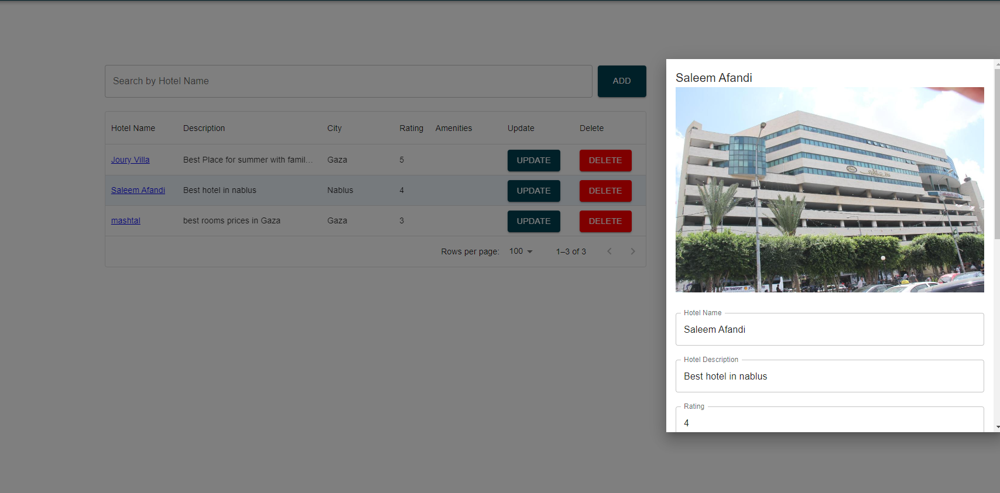 Search by Hotel Name
ADD
Hotel Name Description City Rating Amenities Update Delete
Joury Villa Best Place for summer with famil... Gaza 5 UPDATE DELETE
Saleem Afandi Best hotel in nablus Nablus 4 UPDATE DELETE
mashtal best rooms prices in Gaza Gaza 3 UPDATE DELETE
Rows per page: 100 1–3 of 3
Saleem Afandi
Hotel Name
Saleem Afandi
Hotel Description
Best hotel in nablus
Rating
4